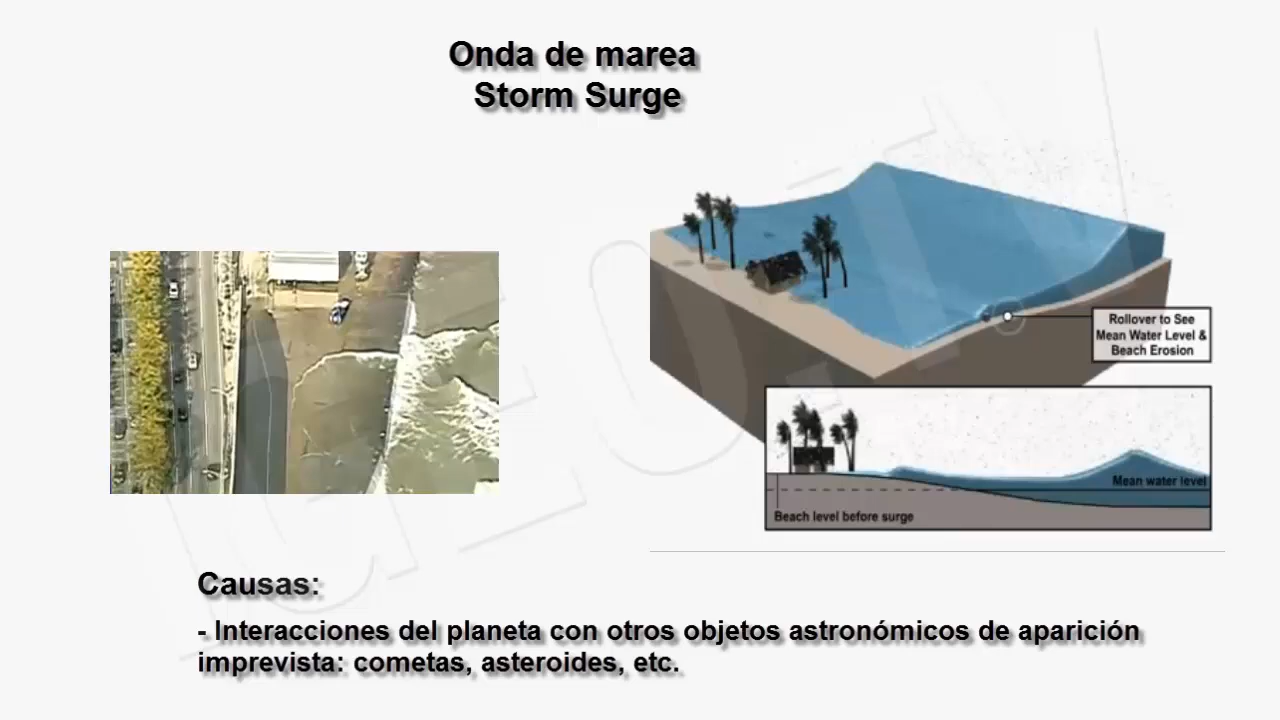 Onda de marea
Storm Surge
Rollover to See
Mean Water Level &
Beach Erosion
Mean water level
Beach level before surge
Causas:
- Interacciones del planeta con otros objetos astronómicos de aparición
imprevista: cometas, asteroides, etc.